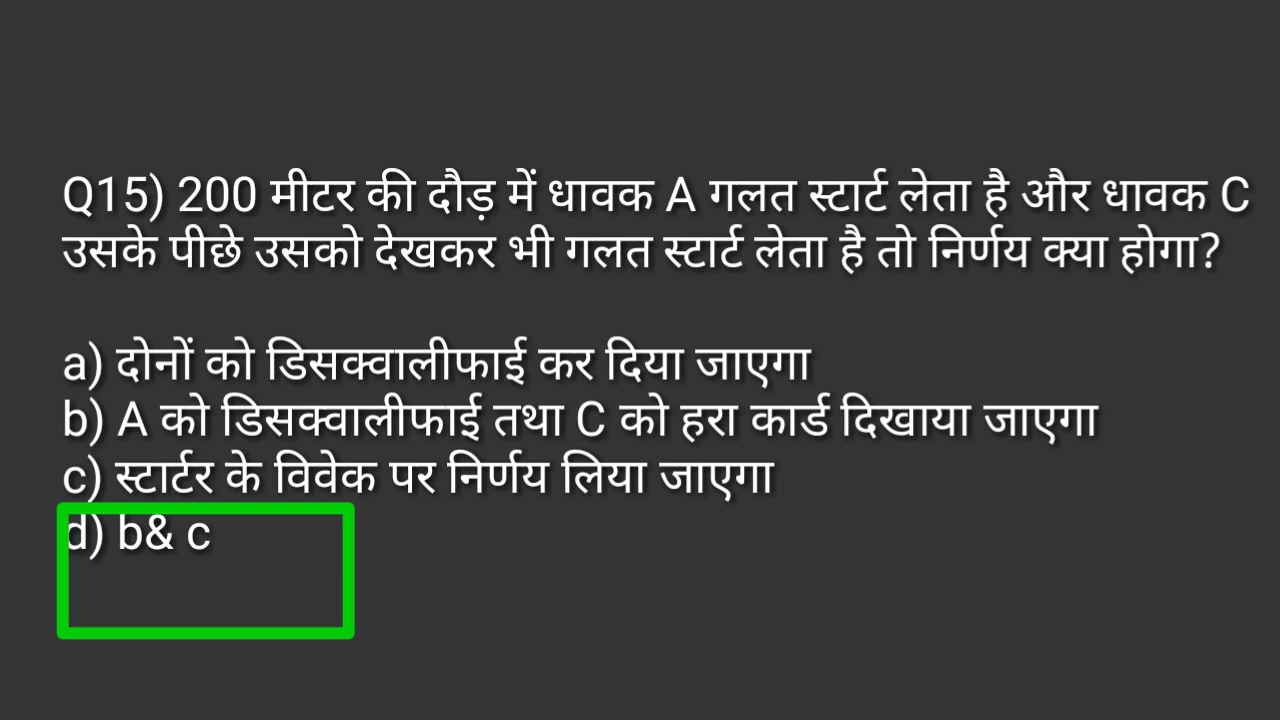 Q15) 200 मीटर की दौड़ में धावक A गलत स्टार्ट लेता है और धावक C
उसके पीछे उसको देखकर भी गलत स्टार्ट लेता है तो निर्णय क्या होगा?
a) दोनों को डिसक्वालीफाई कर दिया जाएगा
b) A को डिसक्वालीफाई तथा C को हरा कार्ड दिखाया जाएगा
c) स्टार्टर के विवेक पर निर्णय लिया जाएगा
d) b& c